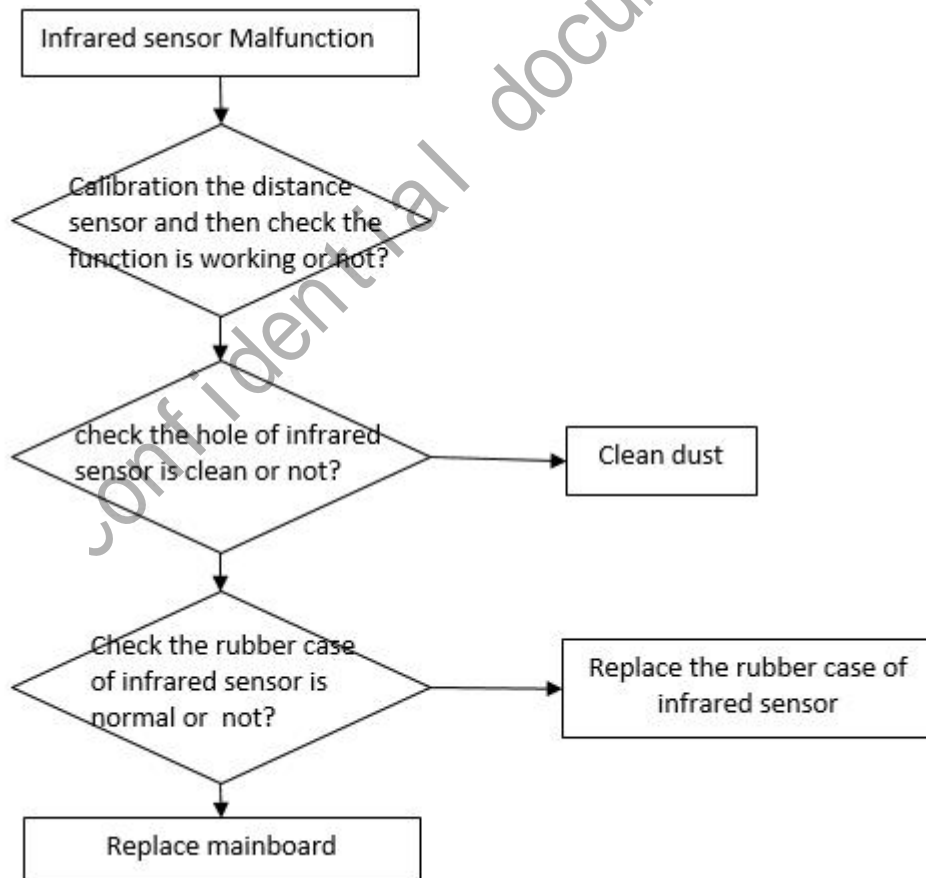 Infrared sensor Malfunction
Calibration the distance
sensor and then check the
function is working or not?
check the hole of infrared
sensor is clean or not?
Clean dust
Check the rubber case
of infrared sensor is
normal or  not?
Replace the rubber case of
infrared sensor
Replace mainboard
confidential docu